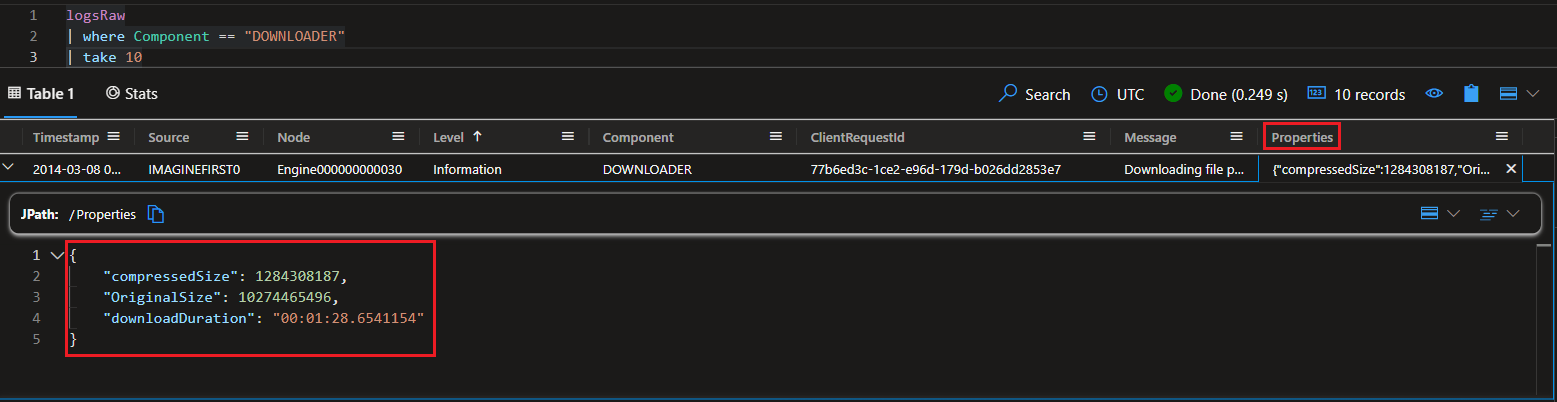 1 logsRaw
2 | where Component == "DOWNLOADER"
3 | take 10
Table 1 Stats Search UTC Done (0.249 s) 123 10 records
Timestamp Source Node Level ↑ Component ClientRequestId Message Properties
2014-03-08 0... IMAGINEFIRST0 Engine000000000030 Information DOWNLOADER 77b6ed3c-1ce2-e96d-179d-b026dd2853e7 Downloading file p... {"compressedSize":1284308187,"Ori...
JPath: /Properties
1 {
2 "compressedSize": 1284308187,
3 "OriginalSize": 10274465496,
4 "downloadDuration": "00:01:28.6541154"
5 }